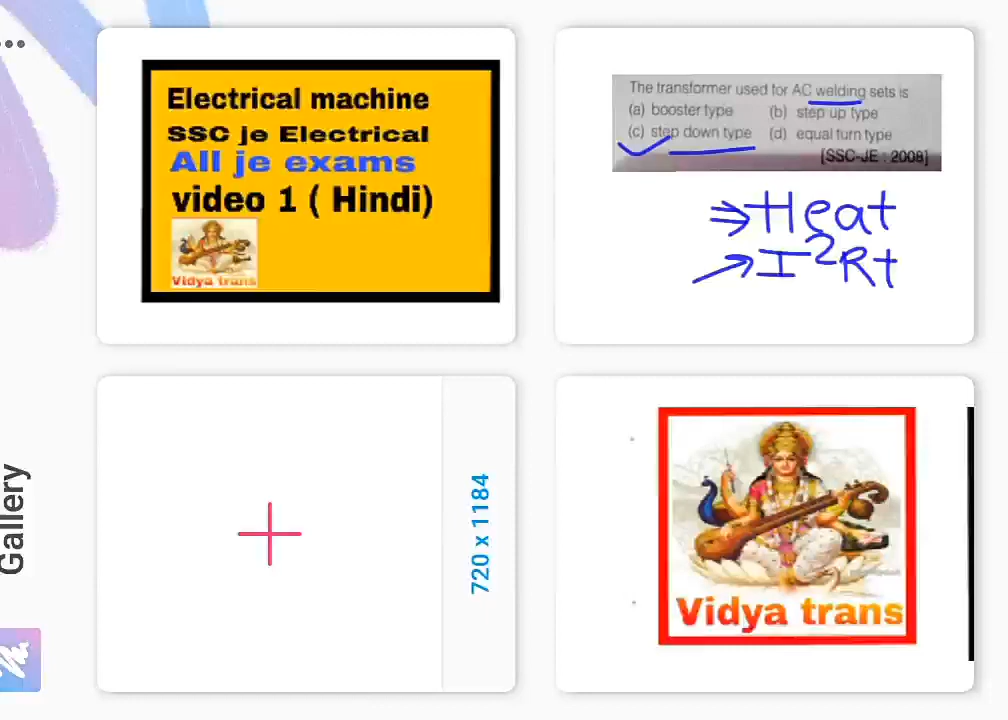 Electrical machine
SSC je Electrical
All je exams
video 1 ( Hindi)
Vidya trans
The transformer used for AC welding sets is
(a) booster type (b) step up type
(c) step down type (d) equal turn type
[SSC-JE : 2008]
⇒Heat
→I²Rt
720 x 1184
Vidya trans
Gallery